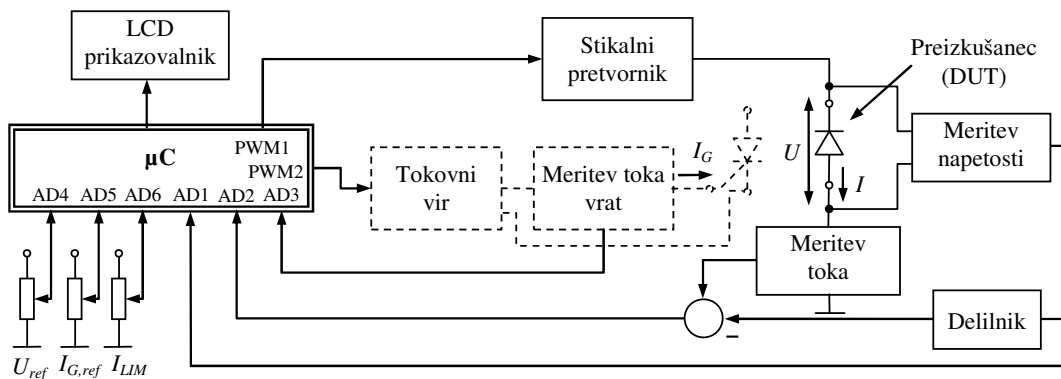 LCD
prikazovalnik
Stikalni
pretvornik
Preizkušanec
(DUT)
μC
PWM1
PWM2
AD4 AD5 AD6 AD1 AD2 AD3
Tokovni
vir
Meritev toka
vrat
I_G
U
I
Meritev
napetosti
Meritev
toka
Delilnik
–
U_ref I_G,ref I_LIM